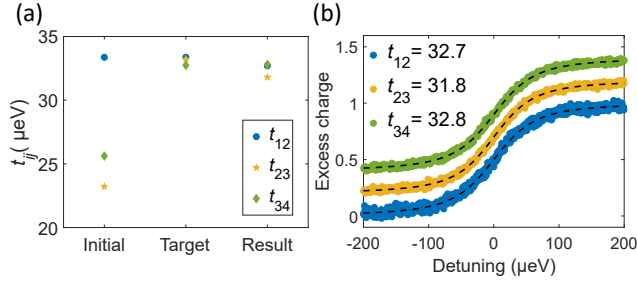 (a)
35
30
25
20
t_ij( µeV)
Initial
Target
Result
t_12
t_23
t_34
(b)
1.5
1
0.5
0
Excess charge
t_12 = 32.7
t_23 = 31.8
t_34 = 32.8
-200
-100
0
100
200
Detuning (µeV)